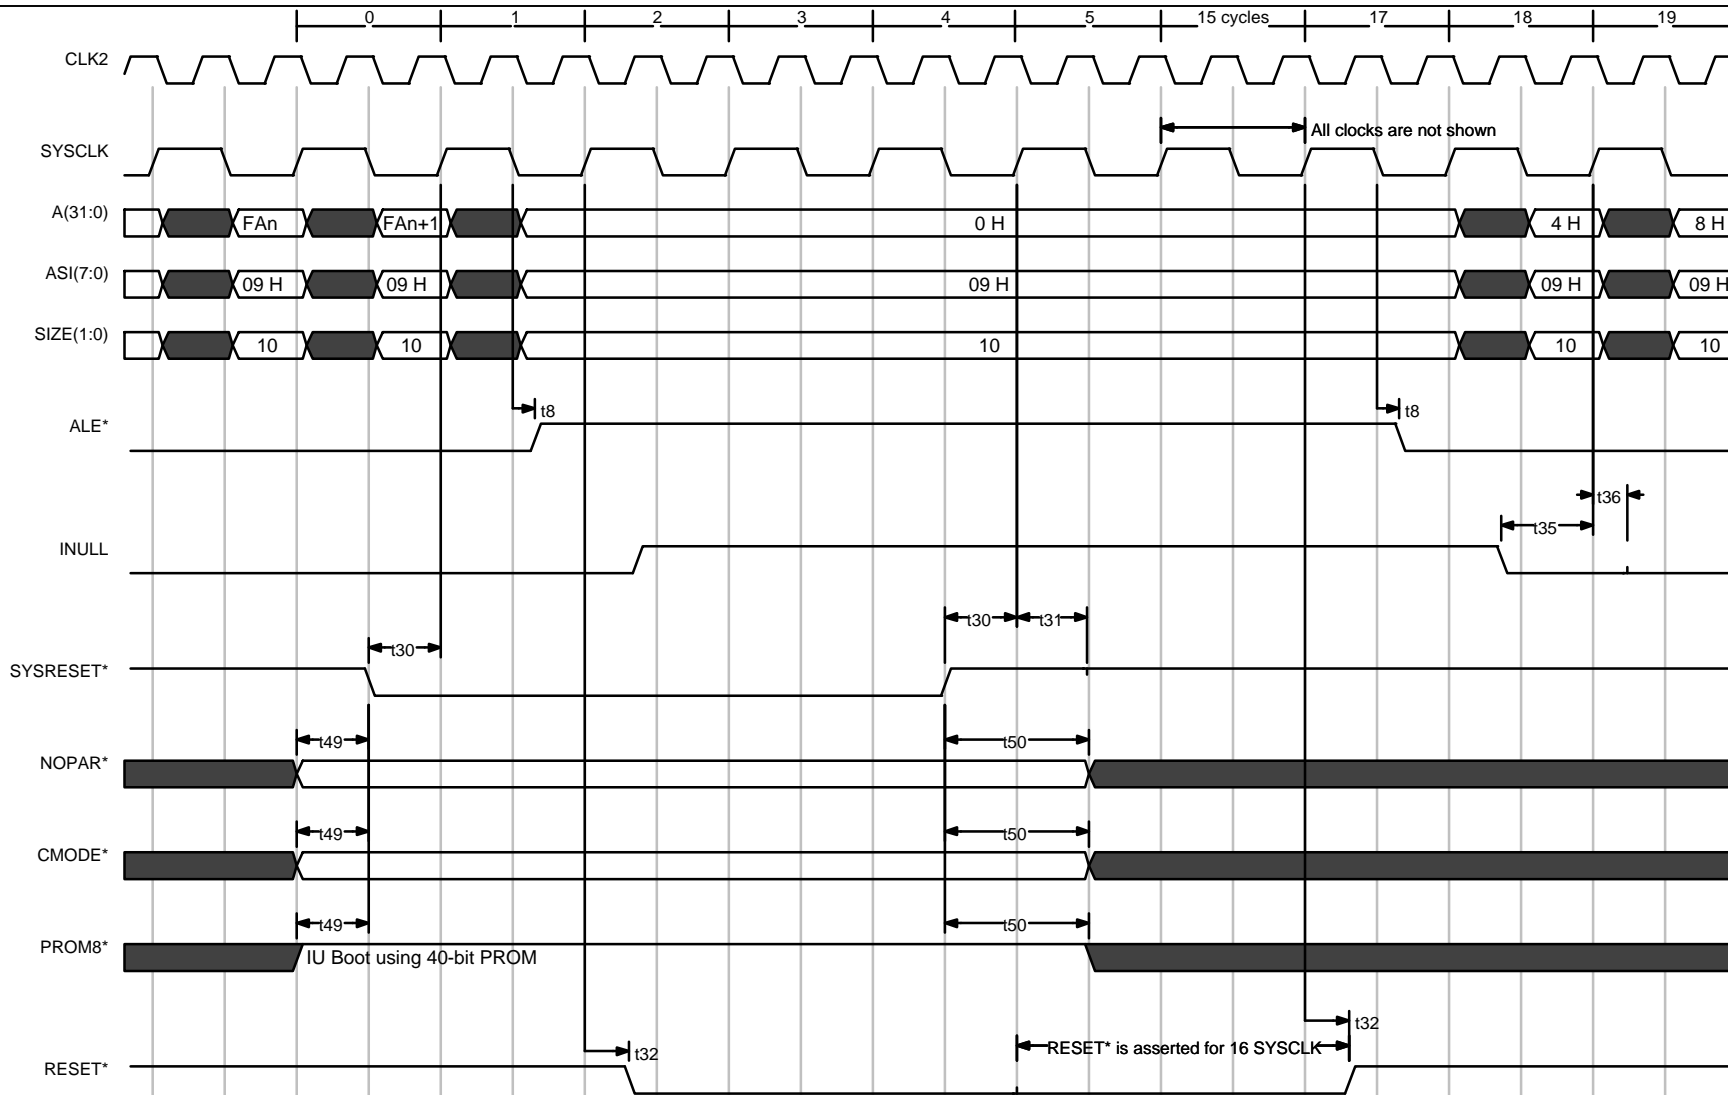 0 1 2 3 4 5 15 cycles 17 18 19
CLK2
All clocks are not shown
SYSCLK
A(31:0) FAn FAn+1 0 H 4 H 8 H
ASI(7:0) 09 H 09 H 09 H 09 H 09 H
SIZE(1:0) 10 10 10 10 10
t8 t8
ALE*
t36
t35
INULL
t30 t31
t30
SYSRESET*
t49 t50
NOPAR*
t49 t50
CMODE*
t49 t50
PROM8* IU Boot using 40-bit PROM
t32
t32 RESET* is asserted for 16 SYSCLK
RESET*